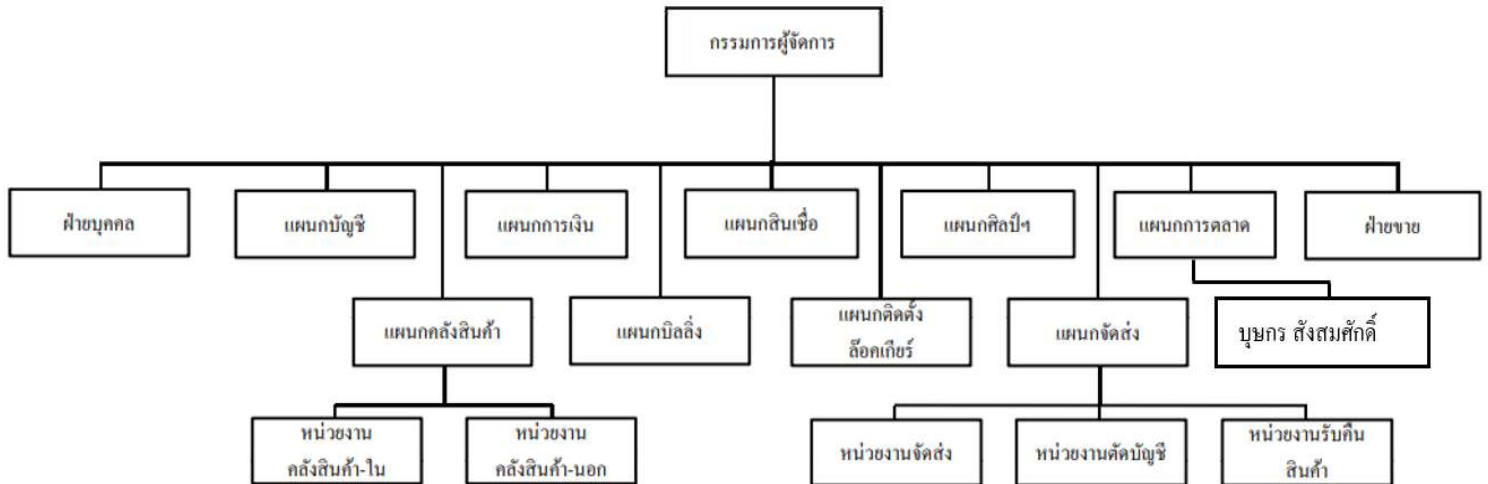 กรรมการผู้จัดการ
ฝ่ายบุคคล
แผนกบัญชี
แผนกการเงิน
แผนกสินเชื่อ
แผนกศิลป์ฯ
แผนกการตลาด
ฝ่ายขาย
แผนกคลังสินค้า
แผนกบิลลิ่ง
แผนกติดตั้ง
ล๊อคเกียร์
แผนกจัดส่ง
บุษกร สังสมศักดิ์
หน่วยงาน
คลังสินค้า-ใน
หน่วยงาน
คลังสินค้า-นอก
หน่วยงานจัดส่ง
หน่วยงานตัดบัญชี
หน่วยงานรับคืน
สินค้า